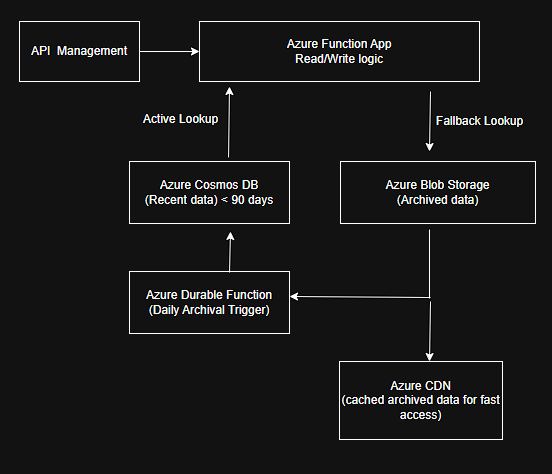 API  Management
Azure Function App
Read/Write logic
Active Lookup
Fallback Lookup
Azure Cosmos DB
(Recent data) < 90 days
Azure Blob Storage
(Archived data)
Azure Durable Function
(Daily Archival Trigger)
Azure CDN
(cached archived data for fast
access)